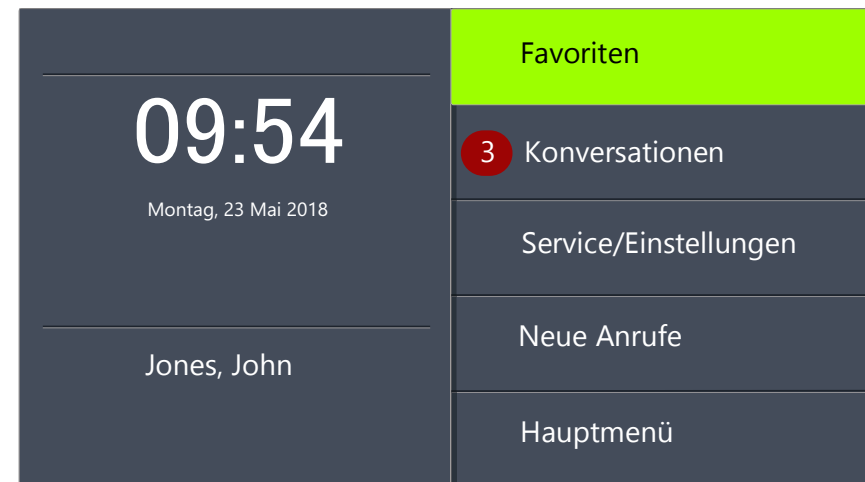 09:54
Montag, 23 Mai 2018
Jones, John
Favoriten
3 Konversationen
Service/Einstellungen
Neue Anrufe
Hauptmenü